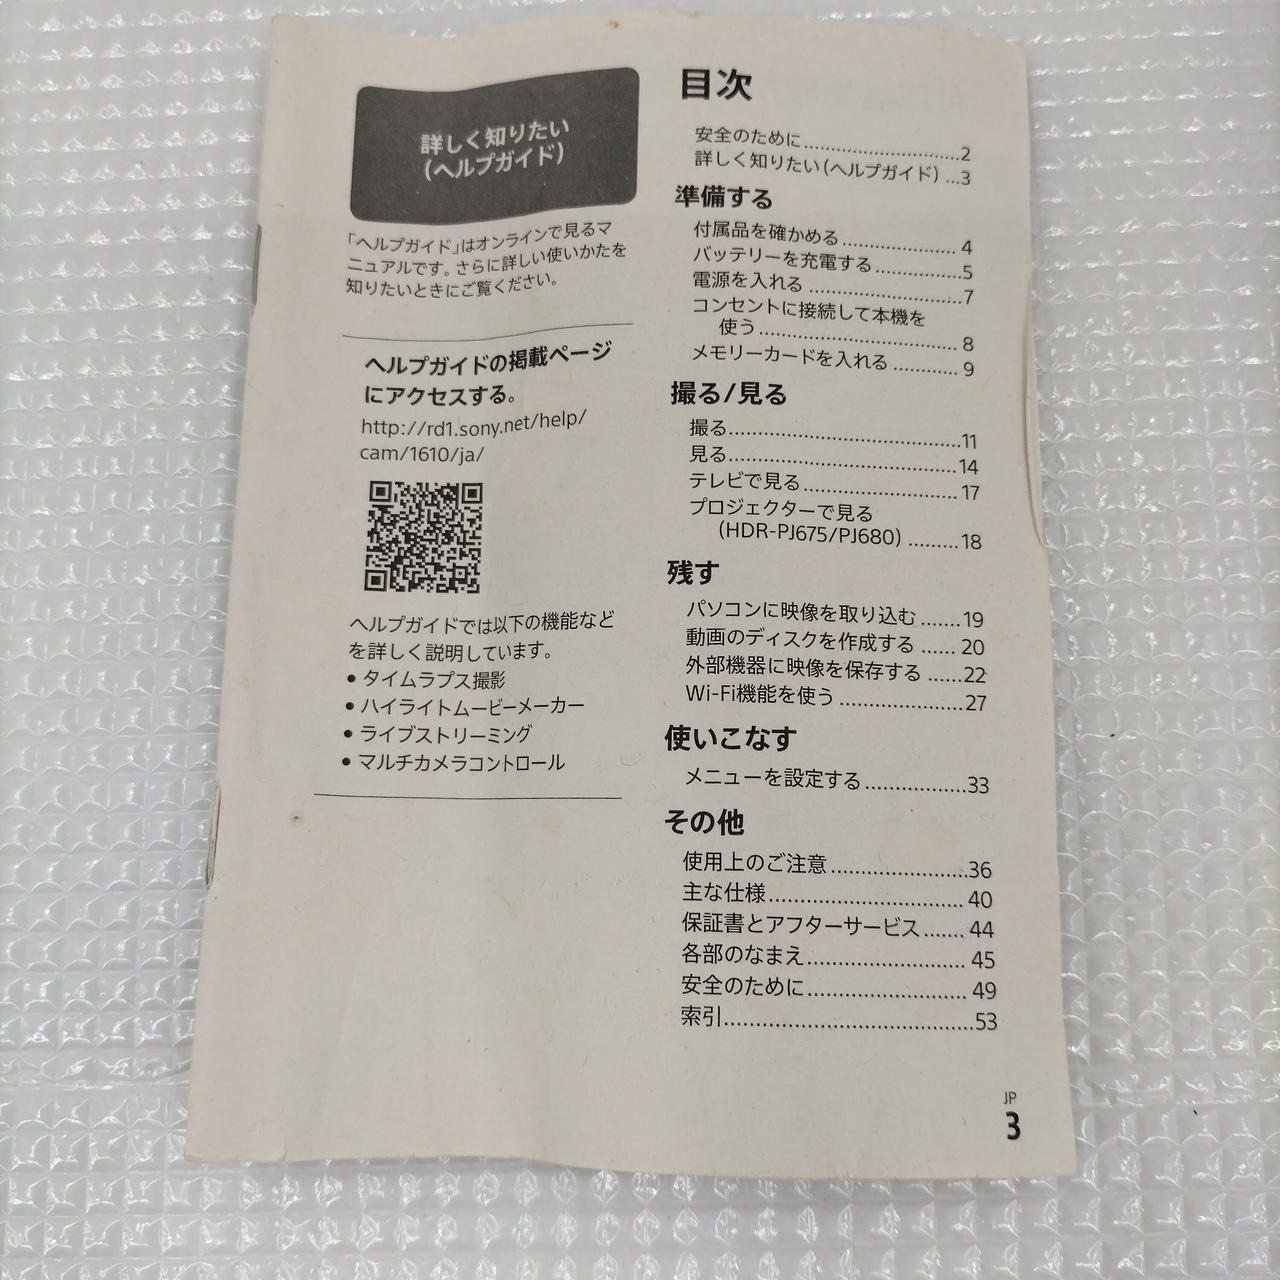 詳しく知りたい
(ヘルプガイド)
「ヘルプガイド」はオンラインで見るマ
ニュアルです。さらに詳しい使いかたを
知りたいときにご覧ください。
ヘルプガイドの掲載ページ
にアクセスする。
http://rd1.sony.net/help/
cam/1610/ja/
ヘルプガイドでは以下の機能など
を詳しく説明しています。
• タイムラプス撮影
• ハイライトムービーメーカー
• ライブストリーミング
• マルチカメラコントロール
目次
安全のために..........................2
詳しく知りたい(ヘルプガイド) ...3
準備する
付属品を確かめる................... 4
バッテリーを充電する..............5
電源を入れる..........................7
コンセントに接続して本機を
使う.................................. 8
メモリーカードを入れる ........... 9
撮る/見る
撮る......................................11
見る..................................... 14
テレビで見る......................... 17
プロジェクターで見る
(HDR-PJ675/PJ680) .........18
残す
パソコンに映像を取り込む .......19
動画のディスクを作成する ...... 20
外部機器に映像を保存する ......22
Wi-Fi機能を使う .....................27
使いこなす
メニューを設定する.................33
その他
使用上のご注意.......................36
主な仕様................................ 40
保証書とアフターサービス....... 44
各部のなまえ.......................... 45
安全のために.......................... 49
索引.......................................53
JP
3